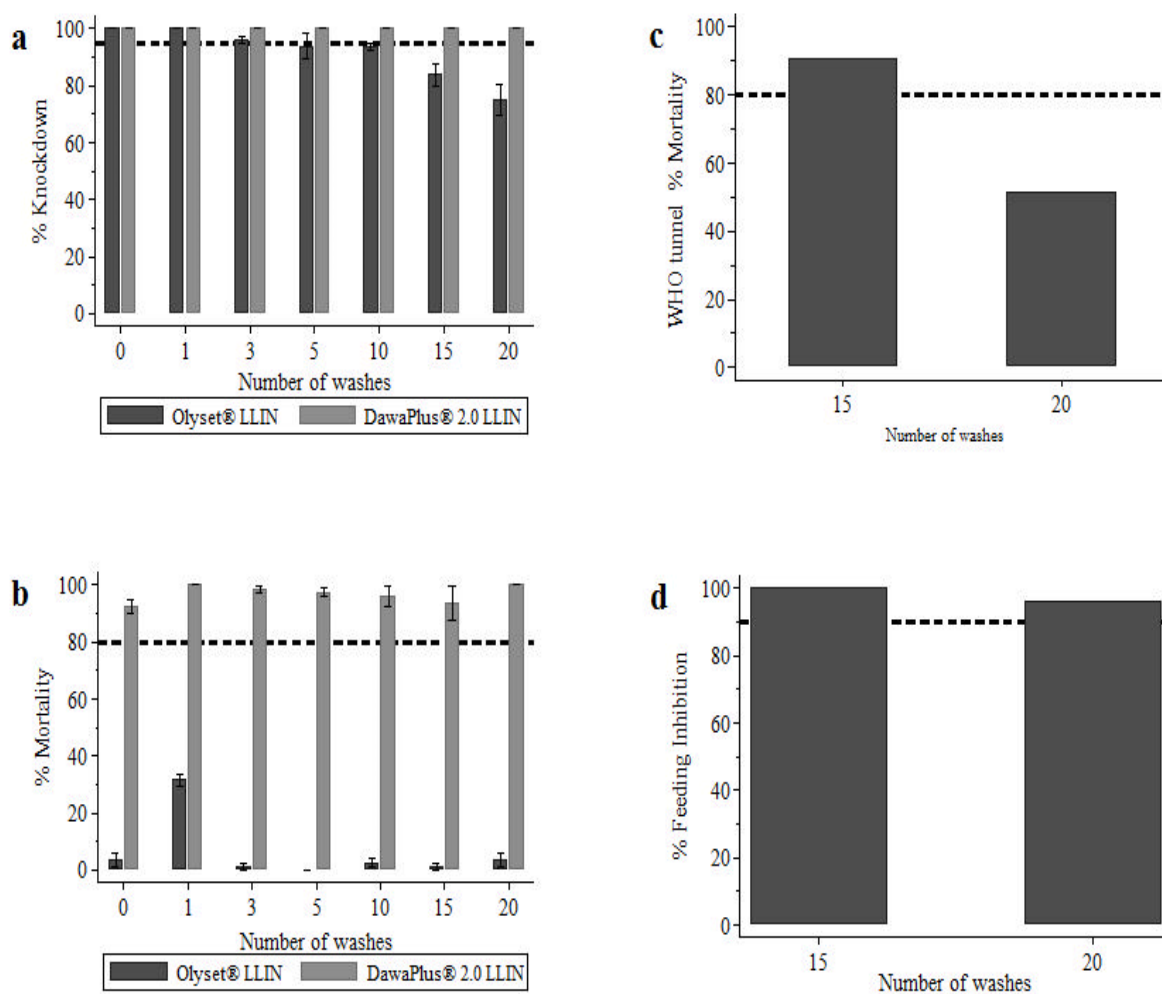 a
% Knockdown
100
80
60
40
20
0
0 1 3 5 10 15 20
Number of washes
Olyset® LLIN DawaPlus® 2.0 LLIN
c
WHO tunnel % Mortality
100
80
60
40
20
0
15 20
Number of washes
b
% Mortality
100
80
60
40
20
0
0 1 3 5 10 15 20
Number of washes
Olyset® LLIN DawaPlus® 2.0 LLIN
d
% Feeding Inhibition
100
80
60
40
20
0
15 20
Number of washes